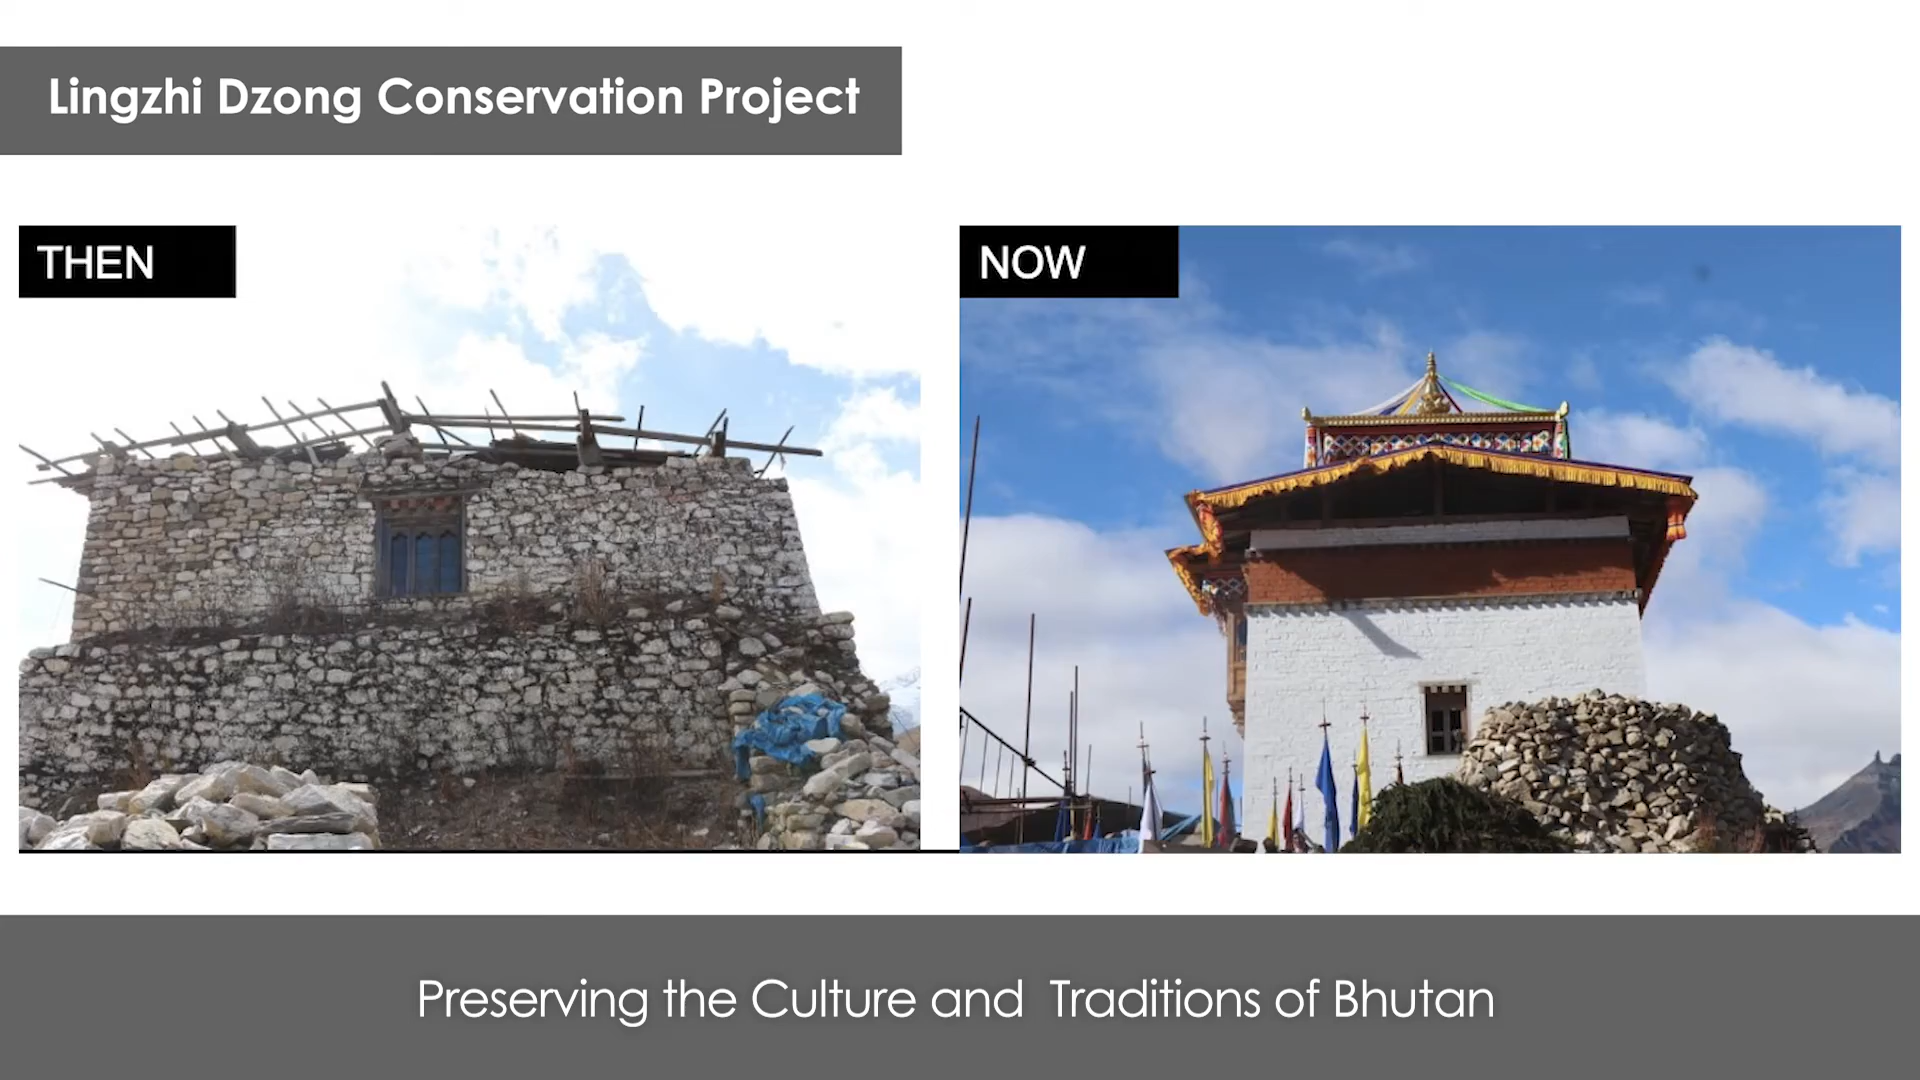 Lingzhi Dzong Conservation Project
THEN
NOW
Preserving the Culture and Traditions of Bhutan